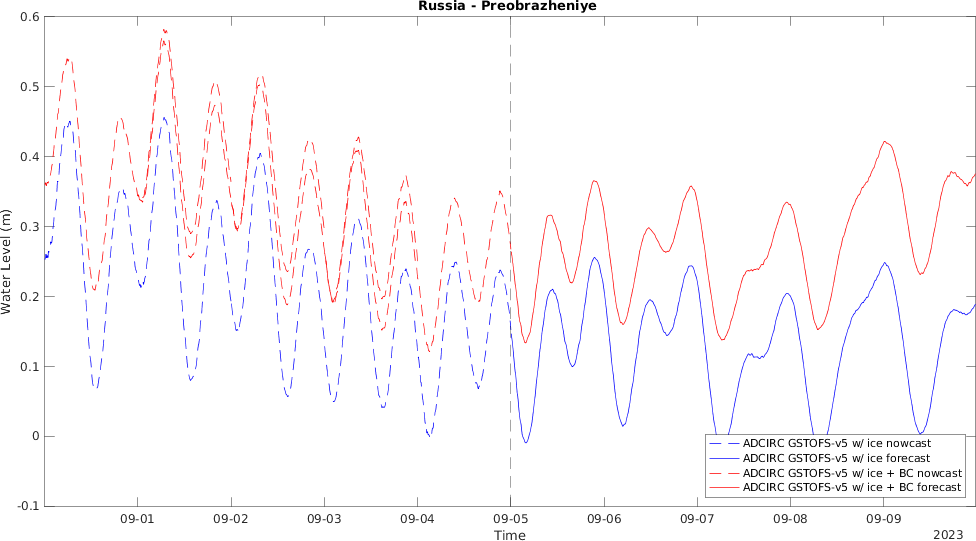 Russia - Preobrazheniye
0.6
0.5
0.4
0.3
0.2
0.1
0
-0.1
Water Level (m)
ADCIRC GSTOFS-v5 w/ ice nowcast
ADCIRC GSTOFS-v5 w/ ice forecast
ADCIRC GSTOFS-v5 w/ ice + BC nowcast
ADCIRC GSTOFS-v5 w/ ice + BC forecast
09-01 09-02 09-03 09-04 09-05 09-06 09-07 09-08 09-09
Time
2023